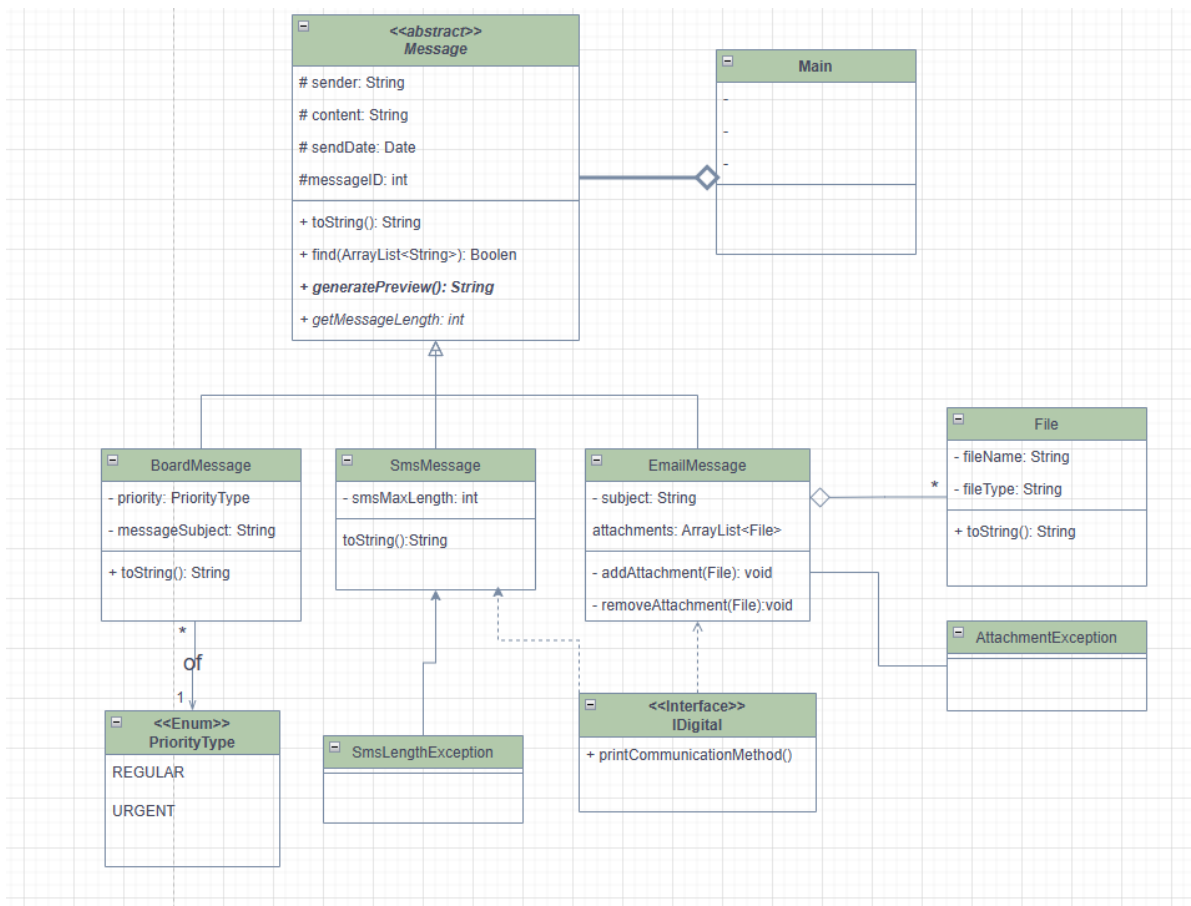 <<abstract>>
Message
# sender: String
# content: String
# sendDate: Date
#messageID: int
+ toString(): String
+ find(ArrayList<String>): Boolen
+ generatePreview(): String
+ getMessageLength: int
Main
-
-
-
BoardMessage
- priority: PriorityType
- messageSubject: String
+ toString(): String
SmsMessage
- smsMaxLength: int
toString():String
EmailMessage
- subject: String
attachments: ArrayList<File>
- addAttachment(File): void
- removeAttachment(File):void
*
File
- fileName: String
- fileType: String
+ toString(): String
AttachmentException
*
of
1
<<Enum>>
PriorityType
REGULAR
URGENT
SmsLengthException
<<Interface>>
IDigital
+ printCommunicationMethod()